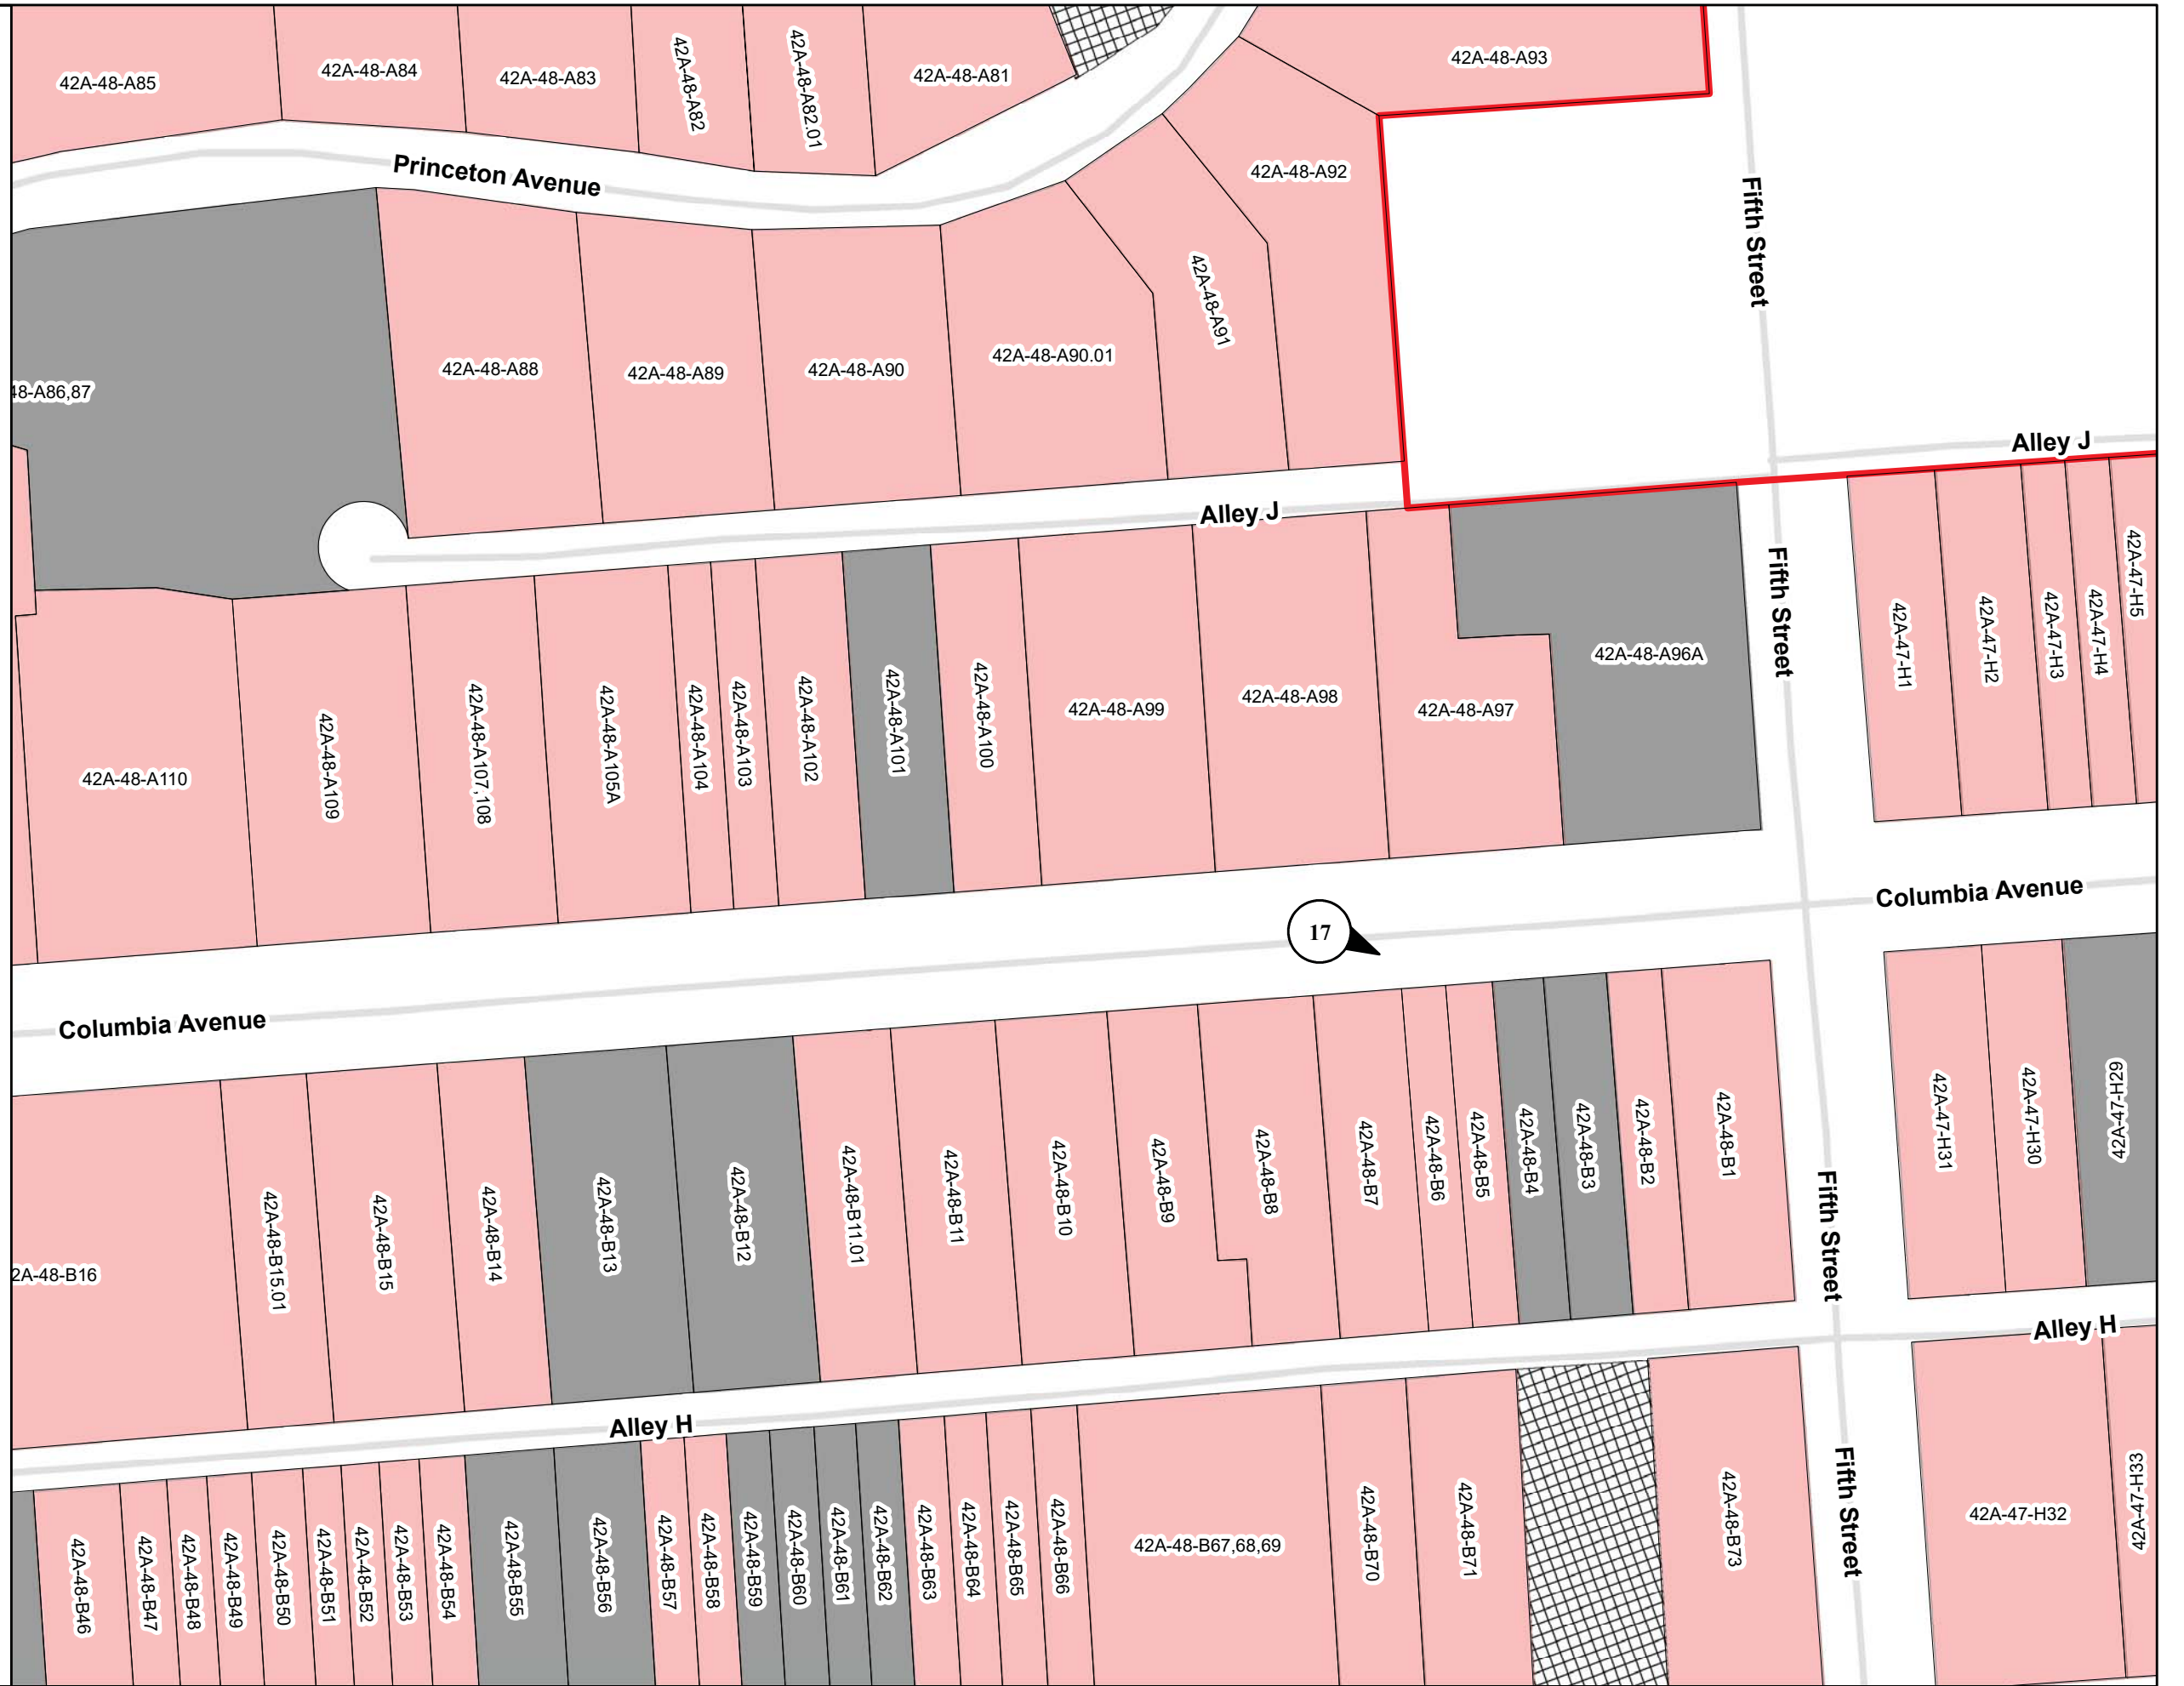 42A-48-A85
42A-48-A84
42A-48-A83
42A-48-A82
42A-48-A82.01
42A-48-A81
42A-48-A93
Princeton Avenue
42A-48-A92
Fifth Street
48-A86,87
42A-48-A88
42A-48-A89
42A-48-A90
42A-48-A90.01
42A-48-A91
Alley J
Alley J
Fifth Street
42A-48-A110
42A-48-A109
42A-48-A107,108
42A-48-A105A
42A-48-A104
42A-48-A103
42A-48-A102
42A-48-A101
42A-48-A100
42A-48-A99
42A-48-A98
42A-48-A97
42A-48-A96A
42A-47-H1
42A-47-H2
42A-47-H3
42A-47-H4
42A-47-H5
Columbia Avenue
17
Columbia Avenue
2A-48-B16
42A-48-B15.01
42A-48-B15
42A-48-B14
42A-48-B13
42A-48-B12
42A-48-B11.01
42A-48-B11
42A-48-B10
42A-48-B9
42A-48-B8
42A-48-B7
42A-48-B6
42A-48-B5
42A-48-B4
42A-48-B3
42A-48-B2
42A-48-B1
Fifth Street
42A-47-H31
42A-47-H30
42A-47-H29
Alley H
Alley H
42A-48-B46
42A-48-B47
42A-48-B48
42A-48-B49
42A-48-B50
42A-48-B51
42A-48-B52
42A-48-B53
42A-48-B54
42A-48-B55
42A-48-B56
42A-48-B57
42A-48-B58
42A-48-B59
42A-48-B60
42A-48-B61
42A-48-B62
42A-48-B63
42A-48-B64
42A-48-B65
42A-48-B66
42A-48-B67,68,69
42A-48-B70
42A-48-B71
42A-48-B73
Fifth Street
42A-47-H32
42A-47-H33